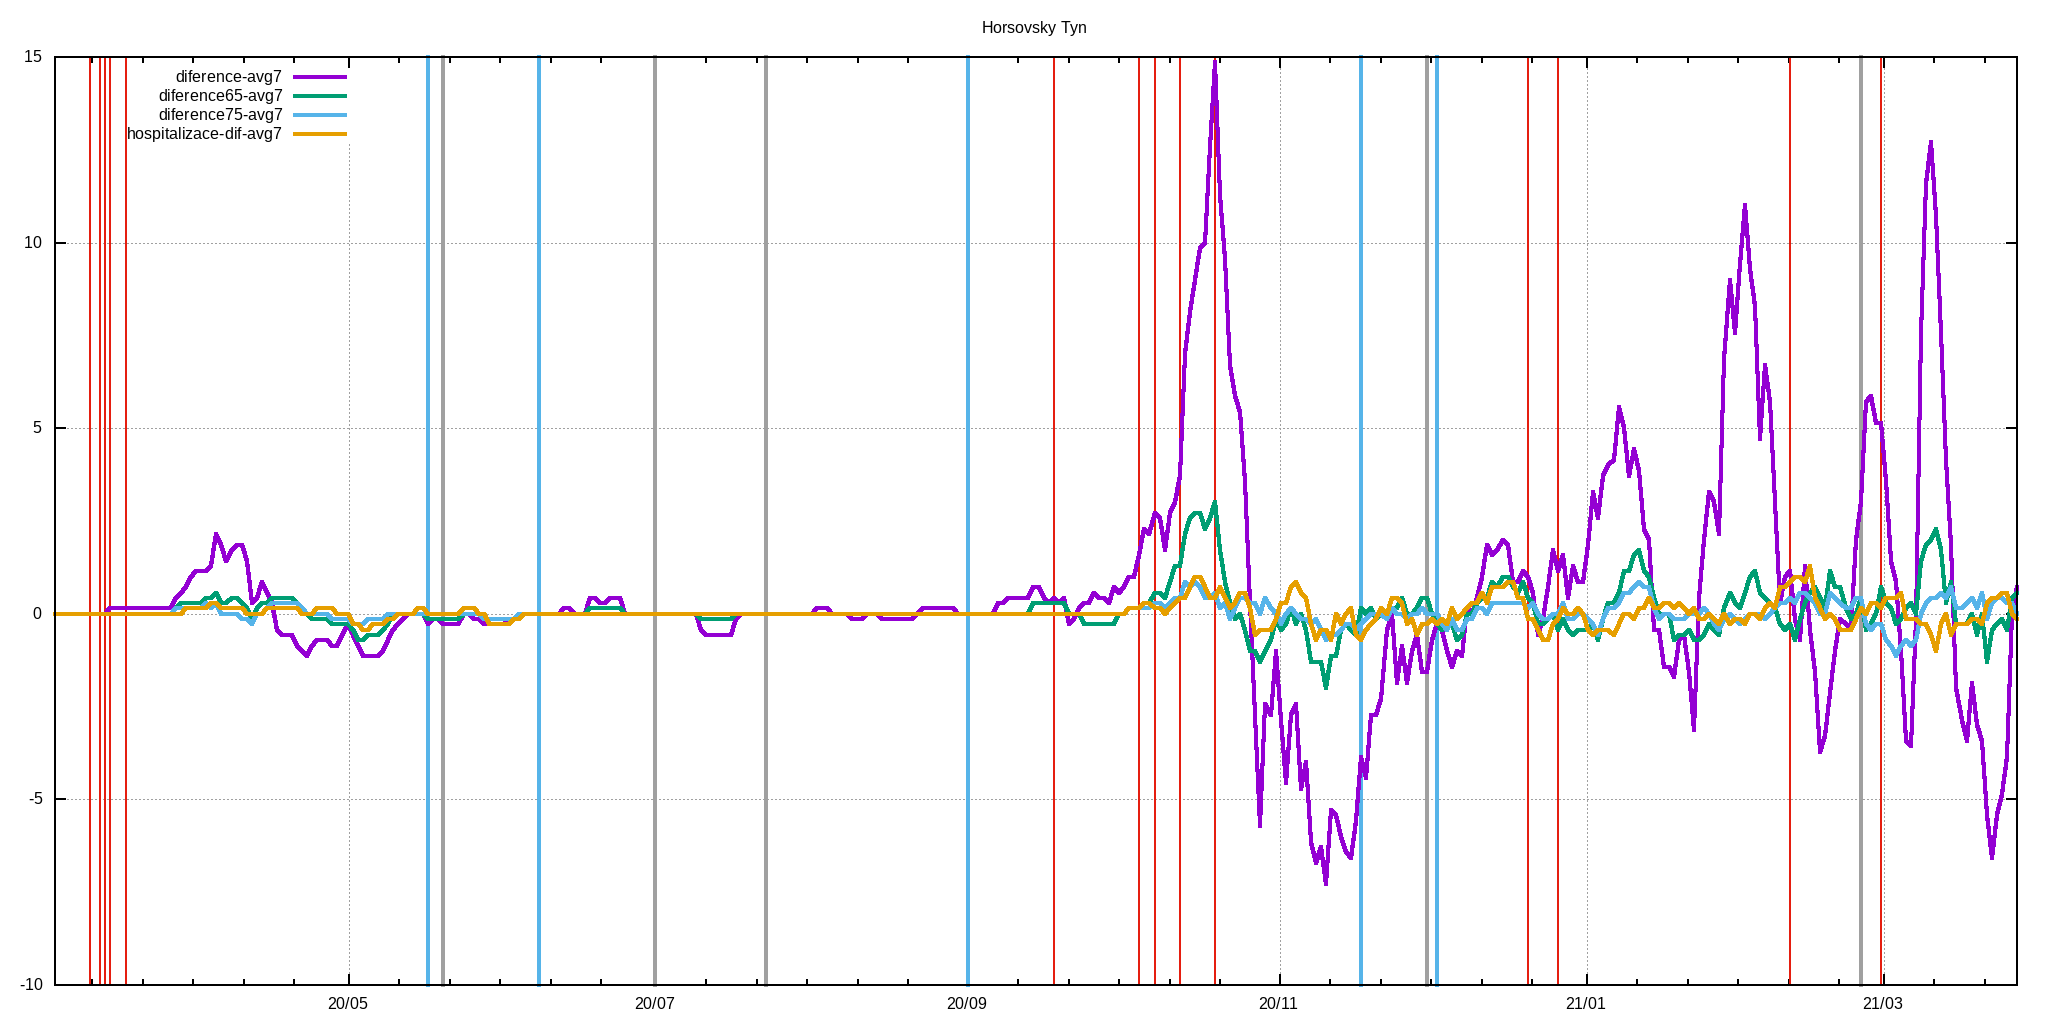 Horsovsky Tyn
diference-avg7
diference65-avg7
diference75-avg7
hospitalizace-dif-avg7
15
10
5
0
-5
-10
20/05 20/07 20/09 20/11 21/01 21/03